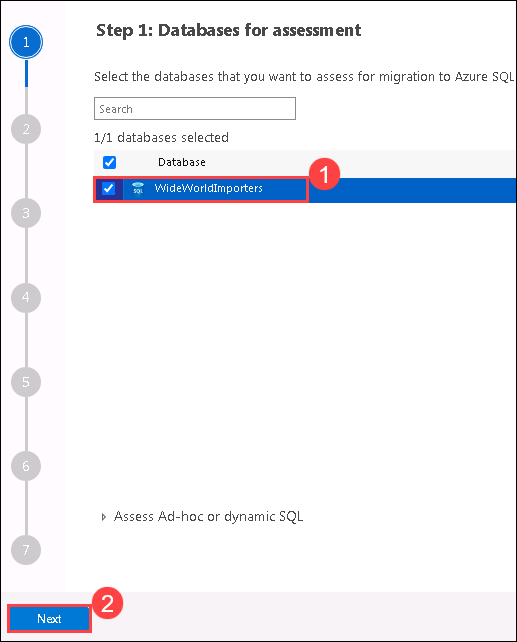 1
Step 1: Databases for assessment
Select the databases that you want to assess for migration to Azure SQL
Search
2
1/1 databases selected
Database
1
SQL
WideWorldImporters
3
4
5
6
Assess Ad-hoc or dynamic SQL
7
2
Next